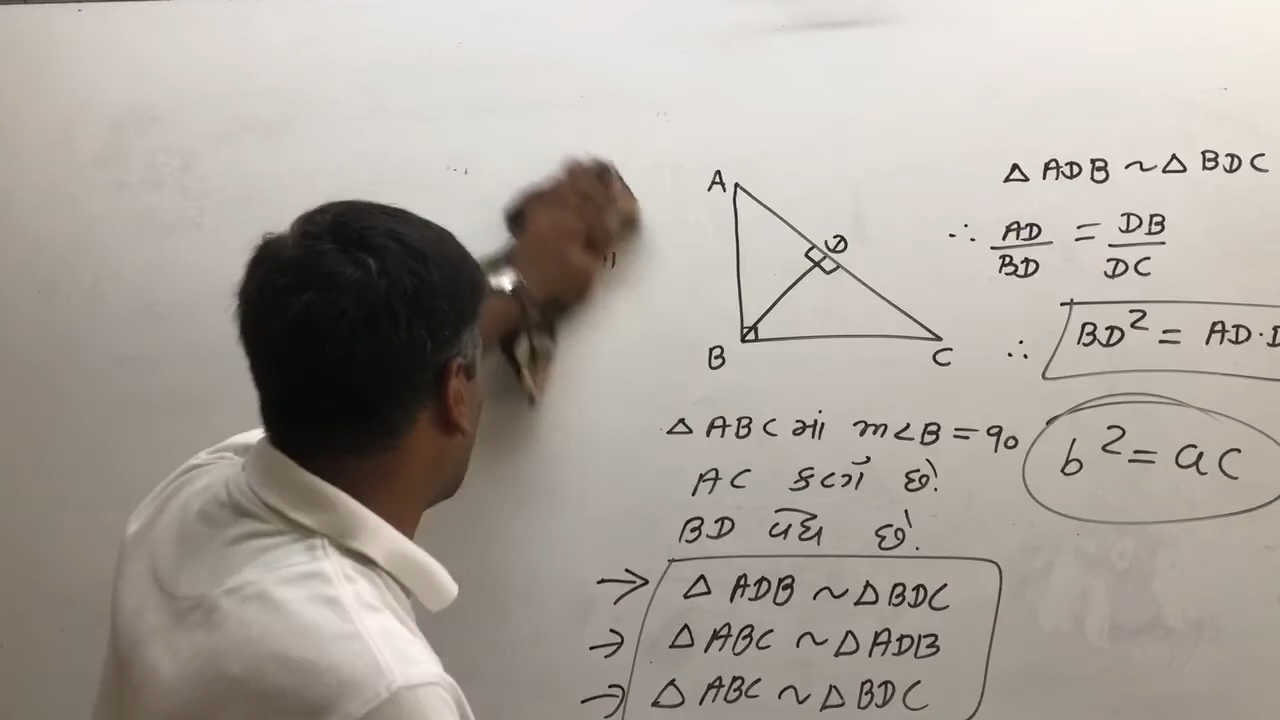 A
D
B
C
△ ADB ~ △ BDC
∴ AD/BD = DB/DC
∴ BD² = AD·D
△ ABC માં m∠B = 90
AC કર્ણ છે.
BD વેધ છે.
b² = ac
→ △ ADB ~ △ BDC
→ △ ABC ~ △ ADB
→ △ ABC ~ △ BDC